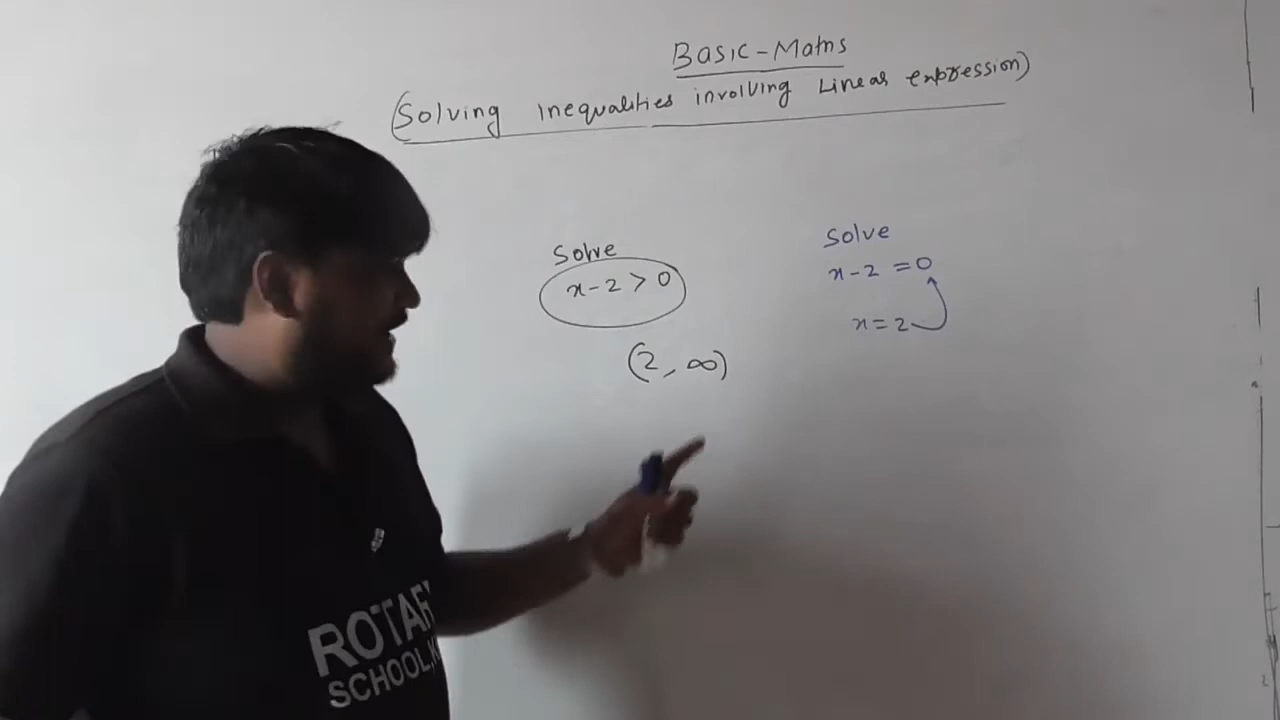 Basic-Maths
(Solving inequalities involving Linear expression)
Solve
x-2 > 0
(2, ∞)
Solve
x-2 = 0
x = 2
ROTAR
SCHOOL,K